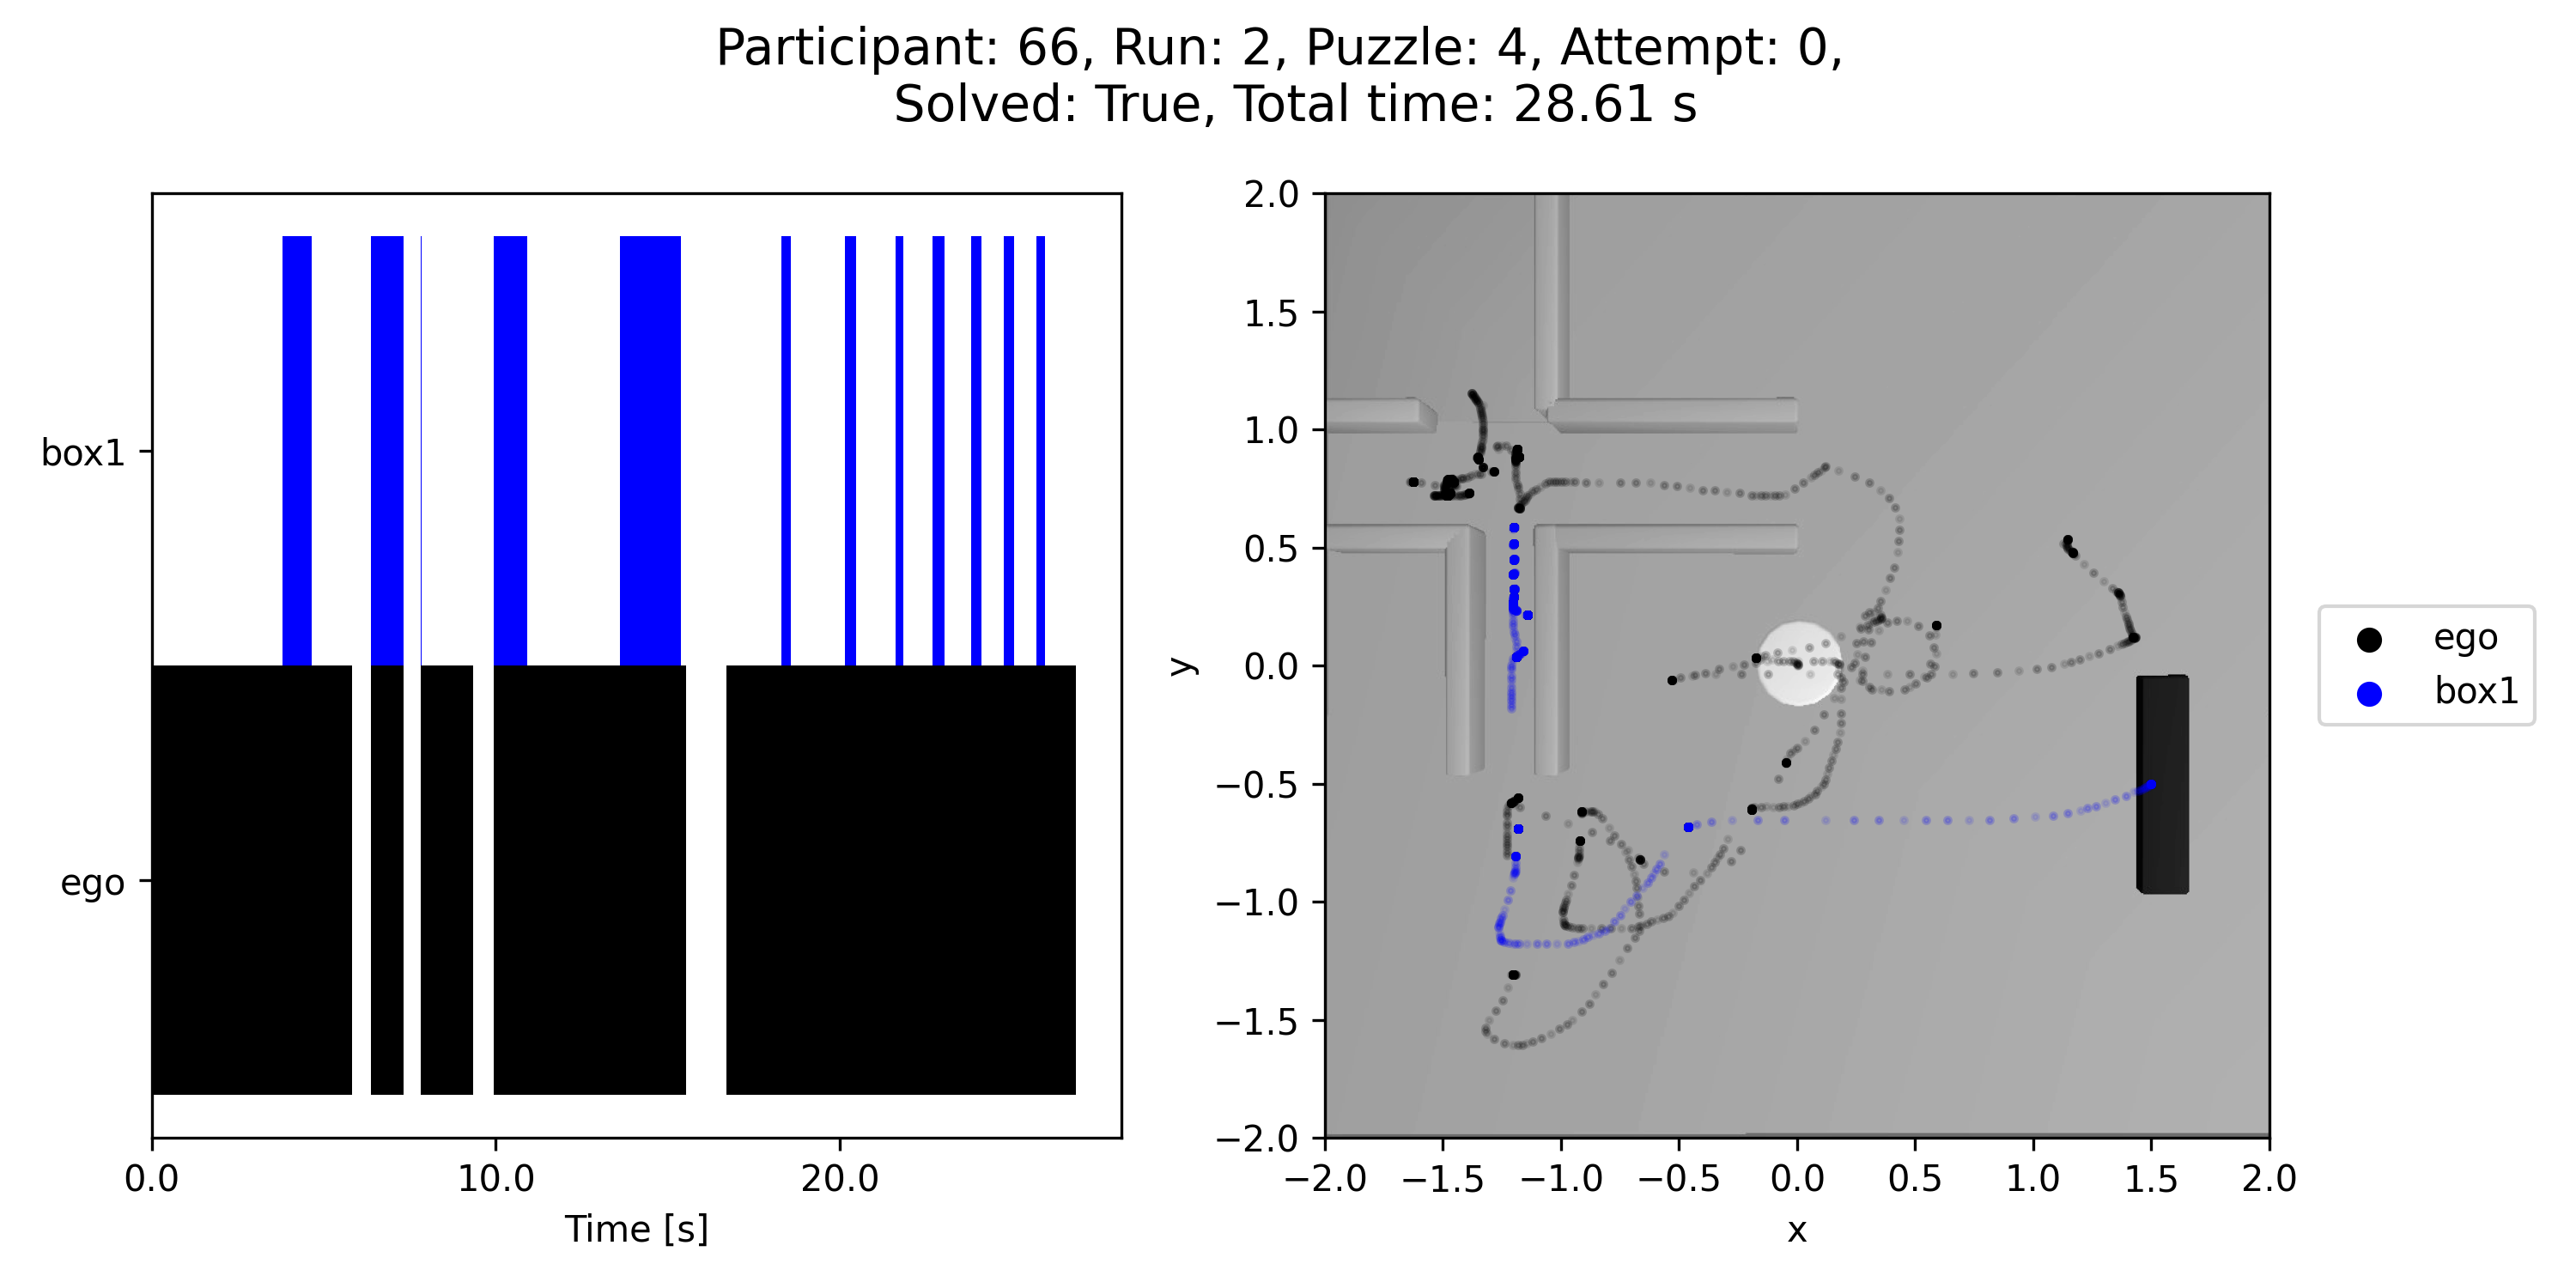 Participant: 66, Run: 2, Puzzle: 4, Attempt: 0,
Solved: True, Total time: 28.61 s
box1
ego
0.0
10.0
20.0
Time [s]
2.0
1.5
1.0
0.5
0.0
−0.5
−1.0
−1.5
−2.0
y
−2.0
−1.5
−1.0
−0.5
0.0
0.5
1.0
1.5
2.0
x
ego
box1